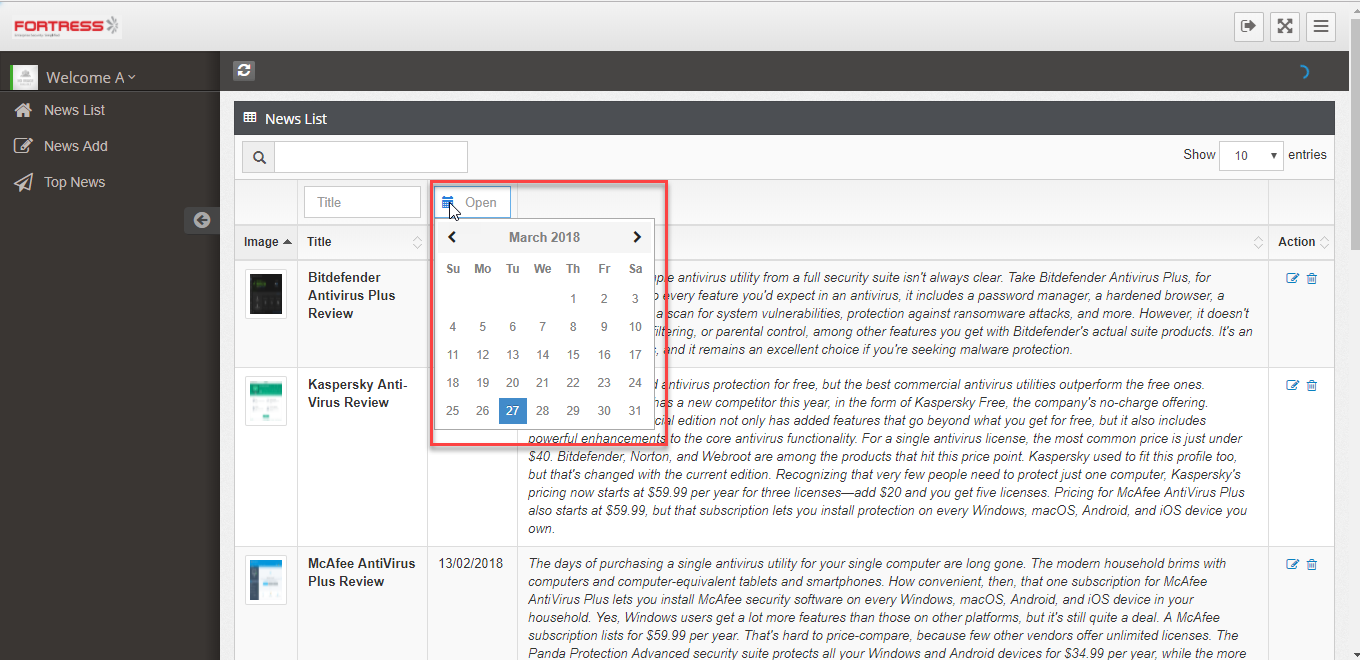 FORTRESS
Welcome A
News List
News Add
Top News
News List
Show 10 entries
Title
Open
Image Title Action
March 2018
Su Mo Tu We Th Fr Sa
1 2 3
4 5 6 7 8 9 10
11 12 13 14 15 16 17
18 19 20 21 22 23 24
25 26 27 28 29 30 31
Bitdefender
Antivirus Plus
Review
antivirus utility from a full security suite isn't always clear. Take Bitdefender Antivirus Plus, for
every feature you'd expect in an antivirus, it includes a password manager, a hardened browser, a
a scan for system vulnerabilities, protection against ransomware attacks, and more. However, it doesn't
or parental control, among other features you get with Bitdefender's actual suite products. It's an
and it remains an excellent choice if you're seeking malware protection.
Kaspersky Anti-
Virus Review
antivirus protection for free, but the best commercial antivirus utilities outperform the free ones.
has a new competitor this year, in the form of Kaspersky Free, the company's no-charge offering.
edition not only has added features that go beyond what you get for free, but it also includes
powerful enhancements to the core antivirus functionality. For a single antivirus license, the most common price is just under
$40. Bitdefender, Norton, and Webroot are among the products that hit this price point. Kaspersky used to fit this profile too,
but that's changed with the current edition. Recognizing that very few people need to protect just one computer, Kaspersky's
pricing now starts at $59.99 per year for three licenses—add $20 and you get five licenses. Pricing for McAfee AntiVirus Plus
also starts at $59.99, but that subscription lets you install protection on every Windows, macOS, Android, and iOS device you
own.
McAfee AntiVirus
Plus Review
13/02/2018
The days of purchasing a single antivirus utility for your single computer are long gone. The modern household brims with
computers and computer-equivalent tablets and smartphones. How convenient, then, that one subscription for McAfee
AntiVirus Plus lets you install McAfee security software on every Windows, macOS, Android, and iOS device in your
household. Yes, Windows users get a lot more features than those on other platforms, but it's still quite a deal. A McAfee
subscription lists for $59.99 per year. That's hard to price-compare, because few other vendors offer unlimited licenses. The
Panda Protection Advanced security suite protects all your Windows and Android devices for $34.99 per year, while the more